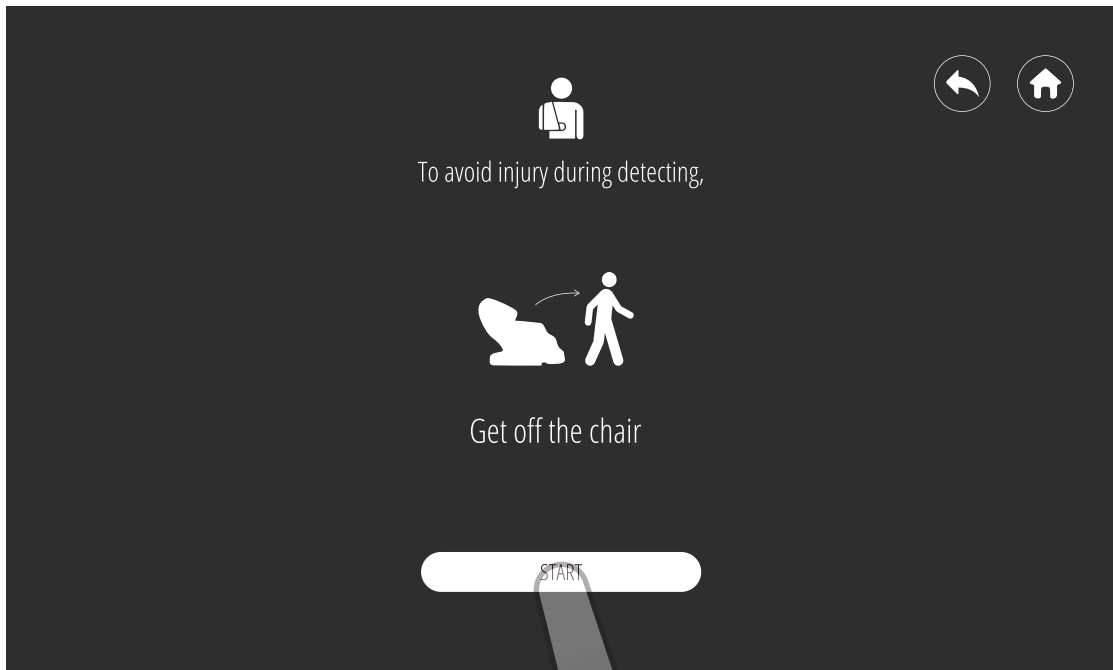 To avoid injury during detecting,
Get off the chair
START